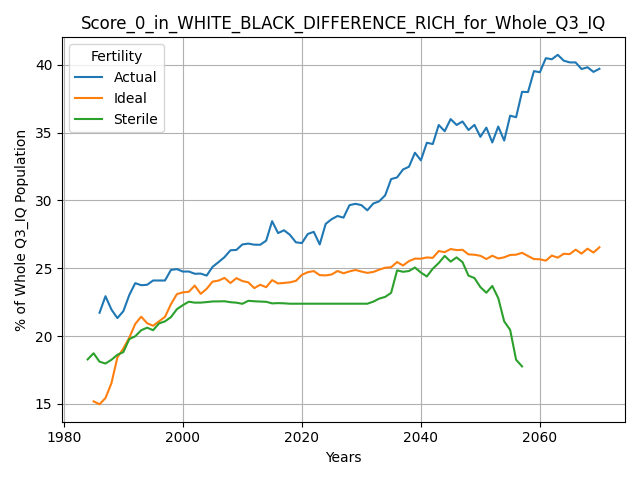 Score_0_in_WHITE_BLACK_DIFFERENCE_RICH_for_Whole_Q3_IQ
Fertility
Actual
Ideal
Sterile
% of Whole Q3_IQ Population
40
35
30
25
20
15
1980
2000
2020
2040
2060
Years